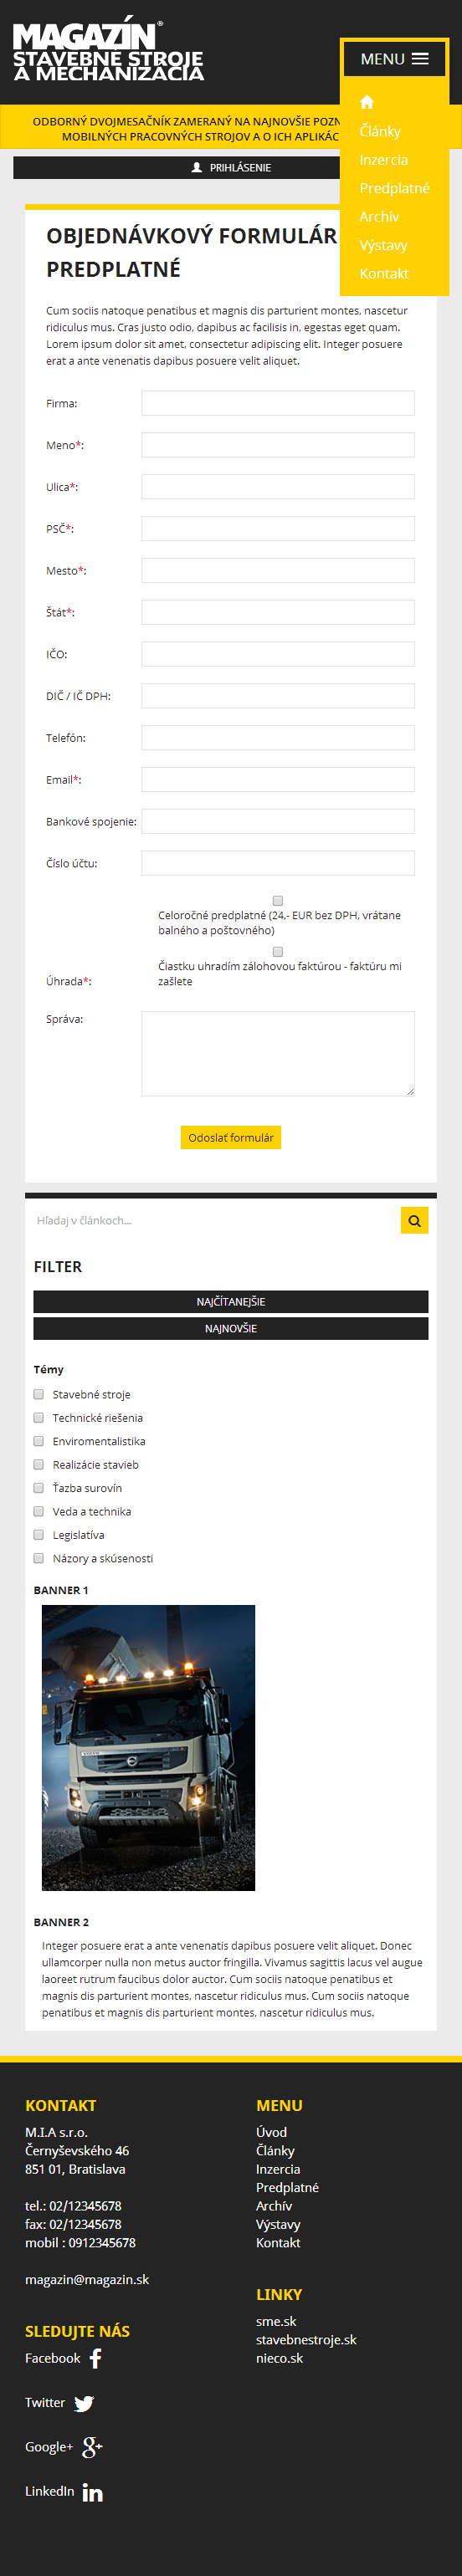 MAGAZÍN®
STAVEBNÉ STROJE
A MECHANIZÁCIA
MENU
Články
Inzercia
Predplatné
Archív
Výstavy
Kontakt
ODBORNÝ DVOJMESAČNÍK ZAMERANÝ NA NAJNOVŠIE
MOBILNÝCH PRACOVNÝCH STROJOV A O ICH
PRIHLÁSENIE
OBJEDNÁVKOVÝ FORMULÁR
PREDPLATNÉ
Cum sociis natoque penatibus et magnis dis parturient montes, nascetur
ridiculus mus. Cras justo odio, dapibus ac facilisis in, egestas eget quam.
Lorem ipsum dolor sit amet, consectetur adipiscing elit. Integer posuere
erat a ante venenatis dapibus posuere velit aliquet.
Firma:
Meno*:
Ulica*:
PSČ*:
Mesto*:
Štát*:
IČO:
DIČ / IČ DPH:
Telefón:
Email*:
Bankové spojenie:
Číslo účtu:
Celoročné predplatné (24,- EUR bez DPH, vrátane
balného a poštovného)
Čiastku uhradím zálohovou faktúrou - faktúru mi
zašlete
Úhrada*:
Správa:
Odoslať formulár
Hľadaj v článkoch...
FILTER
NAJČÍTANEJŠIE
NAJNOVŠIE
Témy
Stavebné stroje
Technické riešenia
Enviromentalistika
Realizácie stavieb
Ťazba surovín
Veda a technika
Legislatíva
Názory a skúsenosti
BANNER 1
BANNER 2
Integer posuere erat a ante venenatis dapibus posuere velit aliquet. Donec
ullamcorper nulla non metus auctor fringilla. Vivamus sagittis lacus vel augue
laoreet rutrum faucibus dolor auctor. Cum sociis natoque penatibus et
magnis dis parturient montes, nascetur ridiculus mus. Cum sociis natoque
penatibus et magnis dis parturient montes, nascetur ridiculus mus.
KONTAKT
M.I.A s.r.o.
Černyševského 46
851 01, Bratislava
tel.: 02/12345678
fax: 02/12345678
mobil : 0912345678
magazin@magazin.sk
SLEDUJTE NÁS
Facebook
Twitter
Google+
LinkedIn
MENU
Úvod
Články
Inzercia
Predplatné
Archív
Výstavy
Kontakt
LINKY
sme.sk
stavebnestroje.sk
nieco.sk